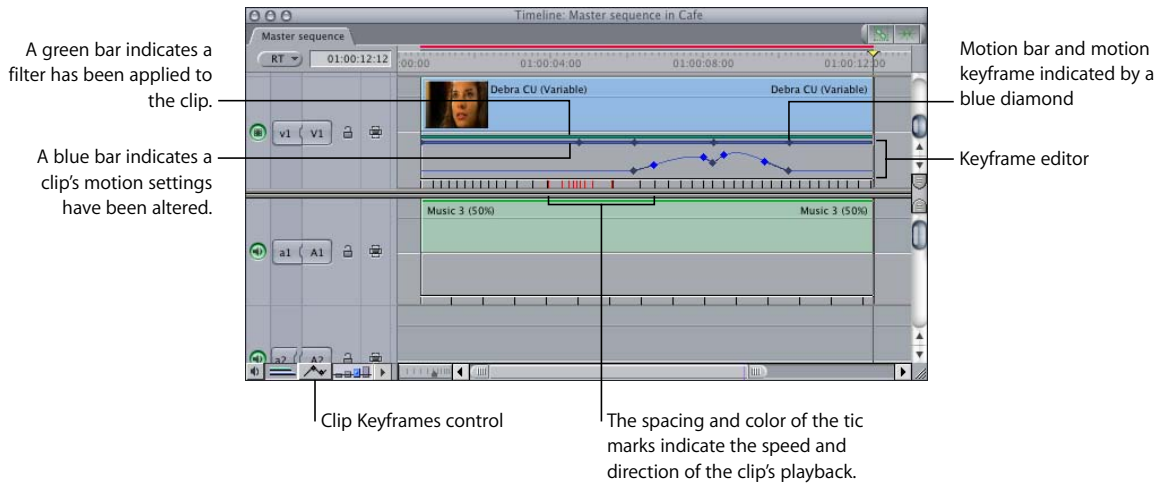 Timeline: Master sequence in Cafe
Master sequence
RT
01:00:12:12
:00:00
01:00:04:00
01:00:08:00
01:00:12:00
A green bar indicates a
filter has been applied to
the clip.
Debra CU (Variable)
Debra CU (Variable)
Motion bar and motion
keyframe indicated by a
blue diamond
v1
V1
A blue bar indicates a
clip’s motion settings
have been altered.
Keyframe editor
Music 3 (50%)
Music 3 (50%)
a1
A1
a2
A2
Clip Keyframes control
The spacing and color of the tic
marks indicate the speed and
direction of the clip’s playback.